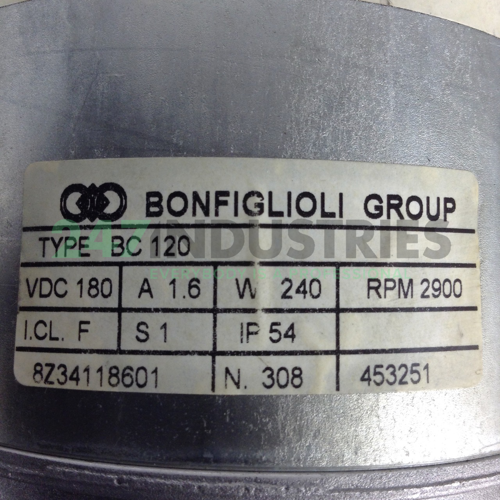 BONFIGLIOLI GROUP
TYPE BC 120
VDC 180 A 1.6 W 240 RPM 2900
I.CL. F S 1 IP 54
8Z34118601 N. 308 453251
247INDUSTRIES